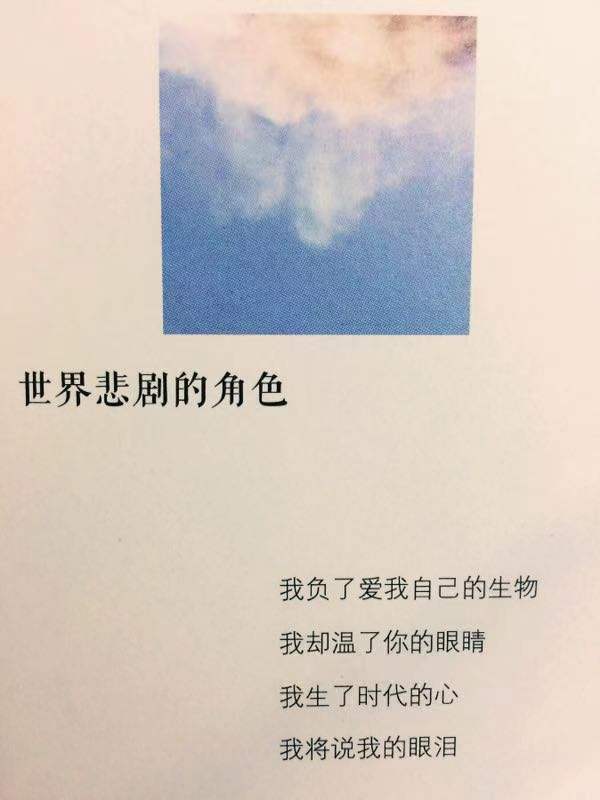 世界悲剧的角色
我负了爱我自己的生物
我却温了你的眼睛
我生了时代的心
我将说我的眼泪